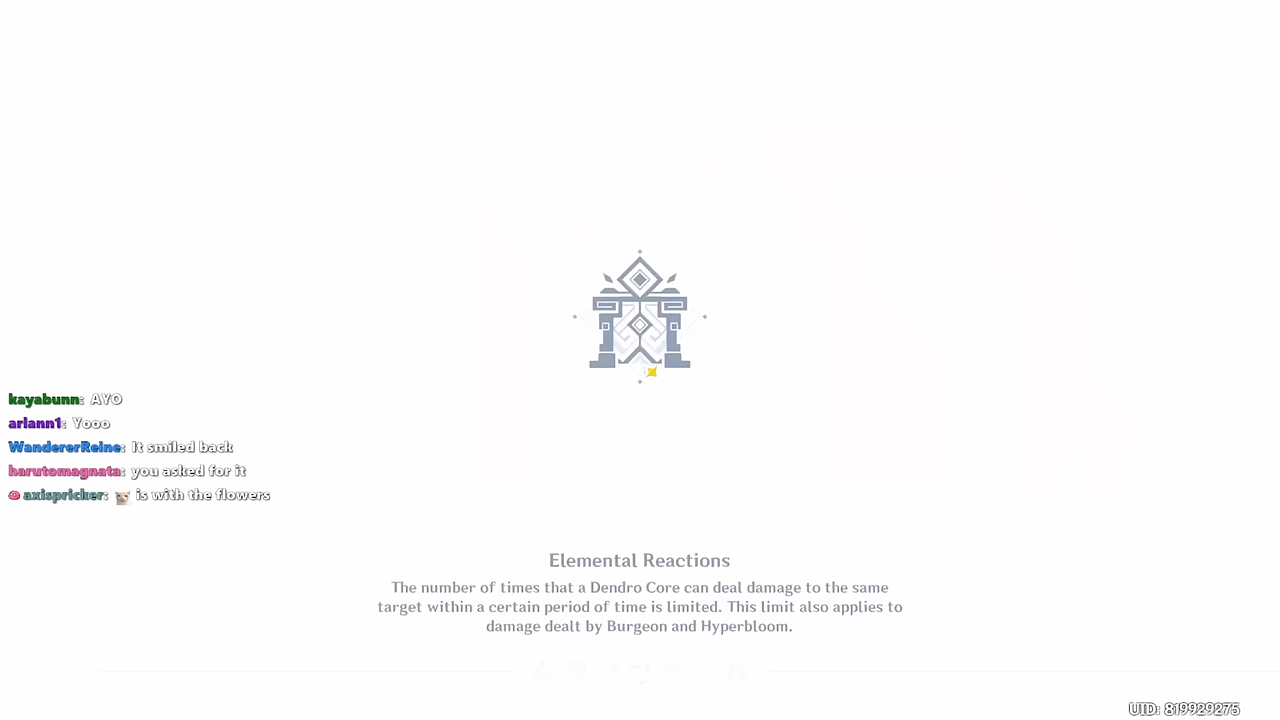 kayabunn: AYO
arlann1: Yooo
WandererReine: It smiled back
harutomagnata: you asked for it
axispricker: is with the flowers
Elemental Reactions
The number of times that a Dendro Core can deal damage to the same
target within a certain period of time is limited. This limit also applies to
damage dealt by Burgeon and Hyperbloom.
UID: 819929275